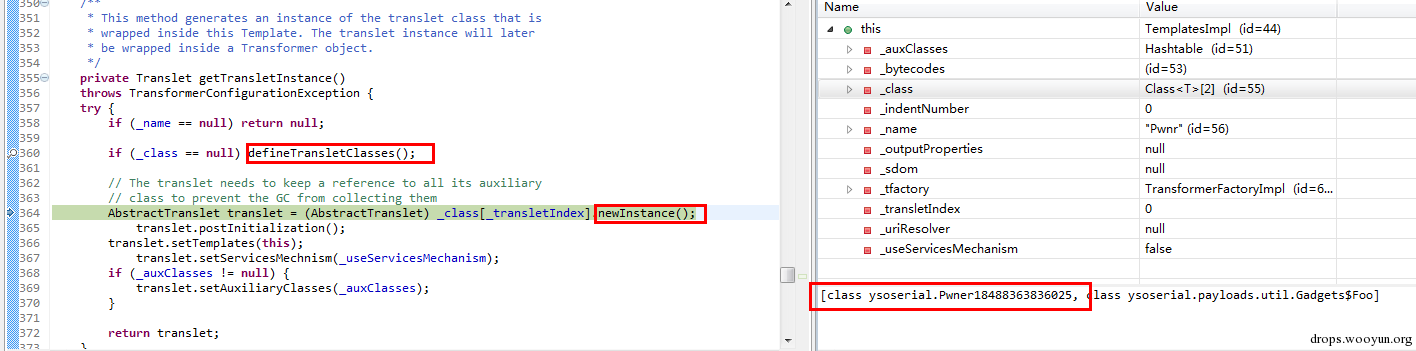 350 /**
351 * This method generates an instance of the translet class that is
352 * wrapped inside this Template. The translet instance will later
353 * be wrapped inside a Transformer object.
354 */
355 private Translet getTransletInstance()
356 throws TransformerConfigurationException {
357 try {
358 if (_name == null) return null;
359
360 if (_class == null) defineTransletClasses();
361
362 // The translet needs to keep a reference to all its auxiliary
363 // class to prevent the GC from collecting them
364 AbstractTranslet translet = (AbstractTranslet) _class[_transletIndex].newInstance();
365 translet.postInitialization();
366 translet.setTemplates(this);
367 translet.setServicesMechnism(_useServicesMechanism);
368 if (_auxClasses != null) {
369 translet.setAuxiliaryClasses(_auxClasses);
370 }
371
372 return translet;
373 }
Name Value
this TemplatesImpl (id=44)
_auxClasses Hashtable (id=51)
_bytecodes (id=53)
_class Class<T>[2] (id=55)
_indentNumber 0
_name "Pwnr" (id=56)
_outputProperties null
_sdom null
_tfactory TransformerFactoryImpl (id=6...
_transletIndex 0
_uriResolver null
_useServicesMechanism false
[class ysoserial.Pwner18488363836025, class ysoserial.payloads.util.Gadgets$Foo]
drops.wooyun.org